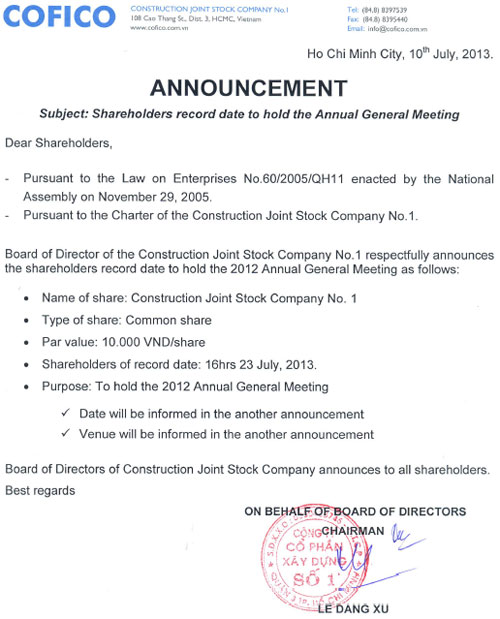 COFICO
CONSTRUCTION JOINT STOCK COMPANY No.1
108 Cao Thang St., Dist. 3, HCMC, Vietnam
www.cofico.com.vn
Tel: (84.8) 8397539
Fax: (84.8) 8395440
Email: info@cofico.com.vn
Ho Chi Minh City, 10th July, 2013.
ANNOUNCEMENT
Subject: Shareholders record date to hold the Annual General Meeting
Dear Shareholders,
- Pursuant to the Law on Enterprises No.60/2005/QH11 enacted by the National
Assembly on November 29, 2005.
- Pursuant to the Charter of the Construction Joint Stock Company No.1.
Board of Director of the Construction Joint Stock Company No.1 respectfully announces
the shareholders record date to hold the 2012 Annual General Meeting as follows:
• Name of share: Construction Joint Stock Company No. 1
• Type of share: Common share
• Par value: 10.000 VND/share
• Shareholders of record date: 16hrs 23 July, 2013.
• Purpose: To hold the 2012 Annual General Meeting
✓ Date will be informed in the another announcement
✓ Venue will be informed in the another announcement
Board of Directors of Construction Joint Stock Company announces to all shareholders.
Best regards
ON BEHALF OF BOARD OF DIRECTORS
CHAIRMAN
CÔNG
CỔ PHẦN
XÂY DỰNG
SỐ 1
LE DANG XU